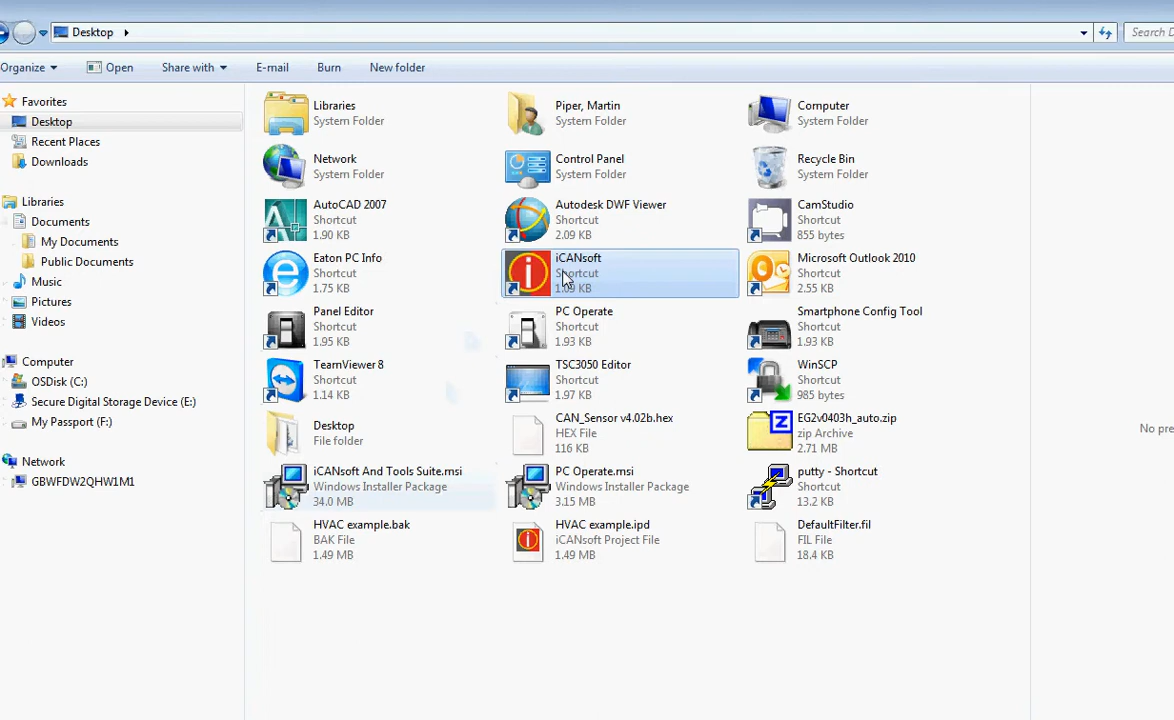 Desktop
Search D
Organize
Open
Share with
E-mail
Burn
New folder
Favorites
Desktop
Recent Places
Downloads
Libraries
Documents
My Documents
Public Documents
Music
Pictures
Videos
Computer
OSDisk (C:)
Secure Digital Storage Device (E:)
My Passport (F:)
Network
GBWFDW2QHW1M1
Libraries
System Folder
Piper, Martin
System Folder
Computer
System Folder
Network
System Folder
Control Panel
System Folder
Recycle Bin
System Folder
AutoCAD 2007
Shortcut
1.90 KB
Autodesk DWF Viewer
Shortcut
2.09 KB
CamStudio
Shortcut
855 bytes
Eaton PC Info
Shortcut
1.75 KB
iCANsoft
Shortcut
1.09 KB
Microsoft Outlook 2010
Shortcut
2.55 KB
Panel Editor
Shortcut
1.95 KB
PC Operate
Shortcut
1.93 KB
Smartphone Config Tool
Shortcut
1.93 KB
TeamViewer 8
Shortcut
1.14 KB
TSC3050 Editor
Shortcut
1.97 KB
WinSCP
Shortcut
985 bytes
Desktop
File folder
CAN_Sensor v4.02b.hex
HEX File
116 KB
EG2v0403h_auto.zip
zip Archive
2.71 MB
iCANsoft And Tools Suite.msi
Windows Installer Package
34.0 MB
PC Operate.msi
Windows Installer Package
3.15 MB
putty - Shortcut
Shortcut
13.2 KB
HVAC example.bak
BAK File
1.49 MB
HVAC example.ipd
iCANsoft Project File
1.49 MB
DefaultFilter.fil
FIL File
18.4 KB
No pre